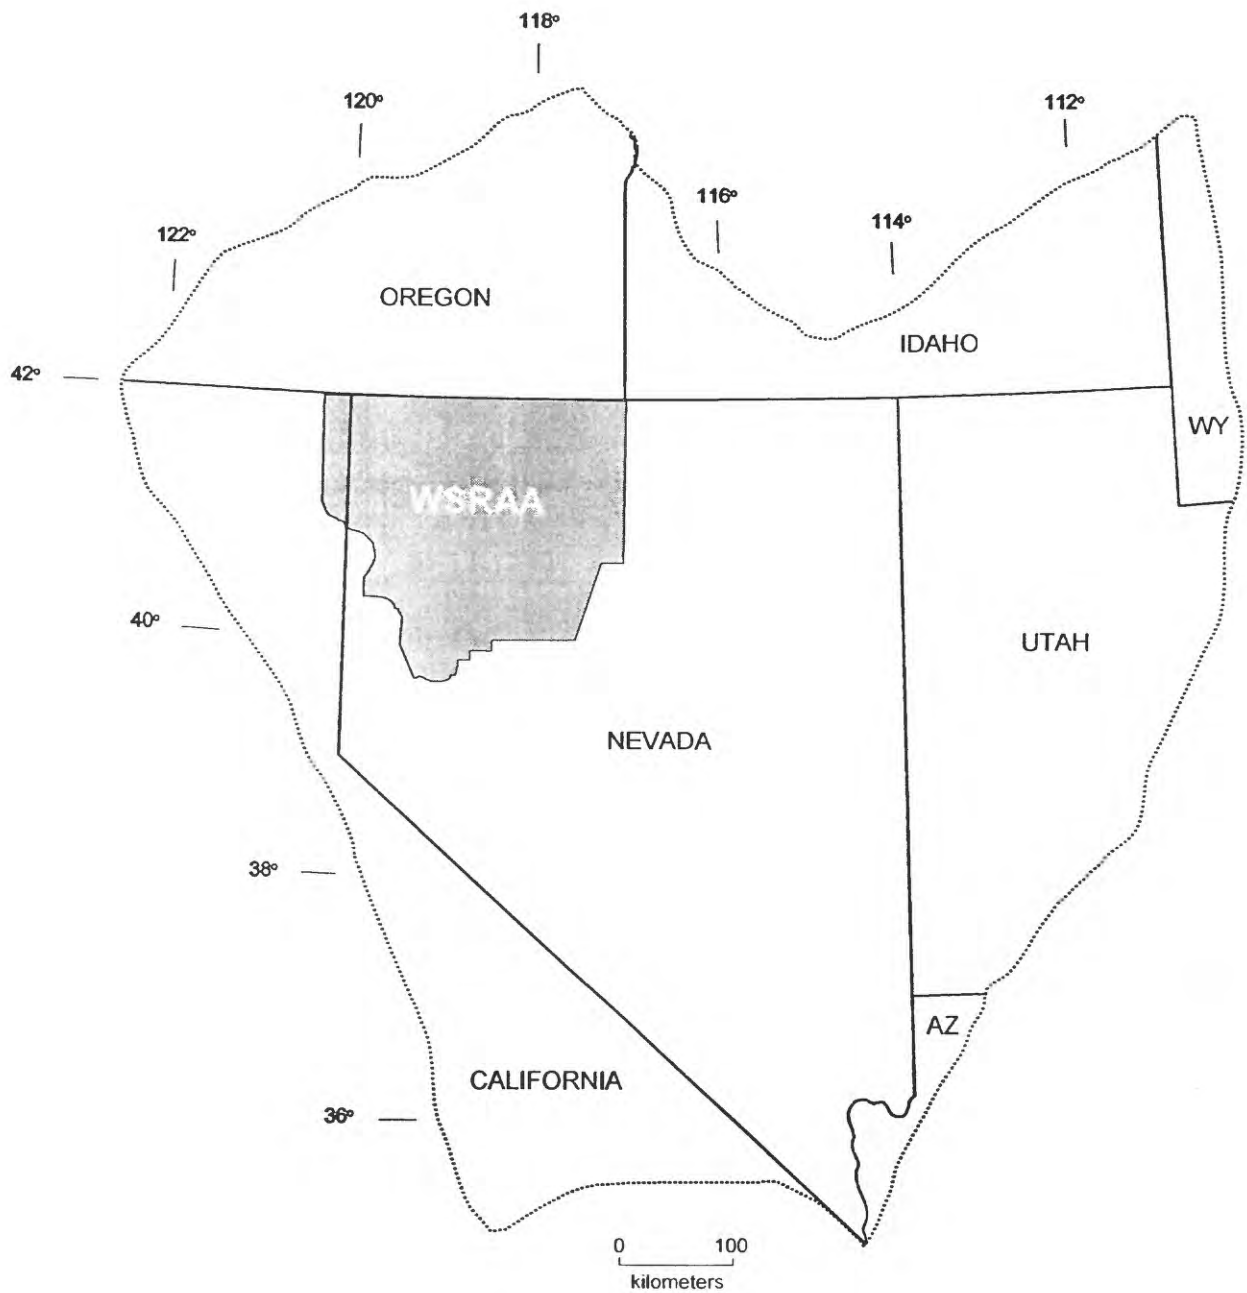 118°
120°
112°
116°
114°
122°
OREGON
IDAHO
42°
WY
WSRAA
40°
UTAH
NEVADA
38°
AZ
CALIFORNIA
36°
0 100
kilometers